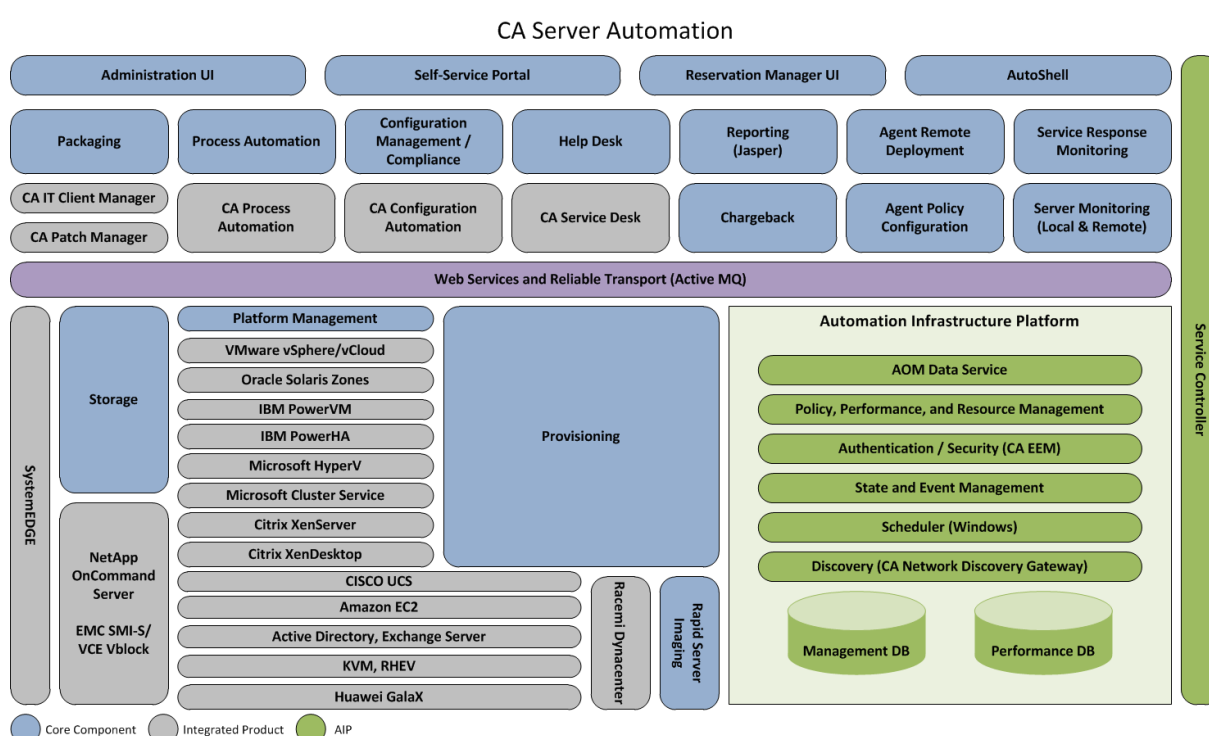 CA Server Automation
Administration UI
Self-Service Portal
Reservation Manager UI
AutoShell
Packaging
Process Automation
Configuration
Management /
Compliance
Help Desk
Reporting
(Jasper)
Agent Remote
Deployment
Service Response
Monitoring
CA IT Client Manager
CA Patch Manager
CA Process
Automation
CA Configuration
Automation
CA Service Desk
Chargeback
Agent Policy
Configuration
Server Monitoring
(Local & Remote)
Web Services and Reliable Transport (Active MQ)
Service Controller
SystemEDGE
Storage
NetApp
OnCommand
Server
EMC SMI-S/
VCE Vblock
Platform Management
VMware vSphere/vCloud
Oracle Solaris Zones
IBM PowerVM
IBM PowerHA
Microsoft HyperV
Microsoft Cluster Service
Citrix XenServer
Citrix XenDesktop
CISCO UCS
Amazon EC2
Active Directory, Exchange Server
KVM, RHEV
Huawei GalaX
Provisioning
Racemi Dynacenter
Rapid Server
Imaging
Automation Infrastructure Platform
AOM Data Service
Policy, Performance, and Resource Management
Authentication / Security (CA EEM)
State and Event Management
Scheduler (Windows)
Discovery (CA Network Discovery Gateway)
Management DB
Performance DB
Core Component
Integrated Product
AIP